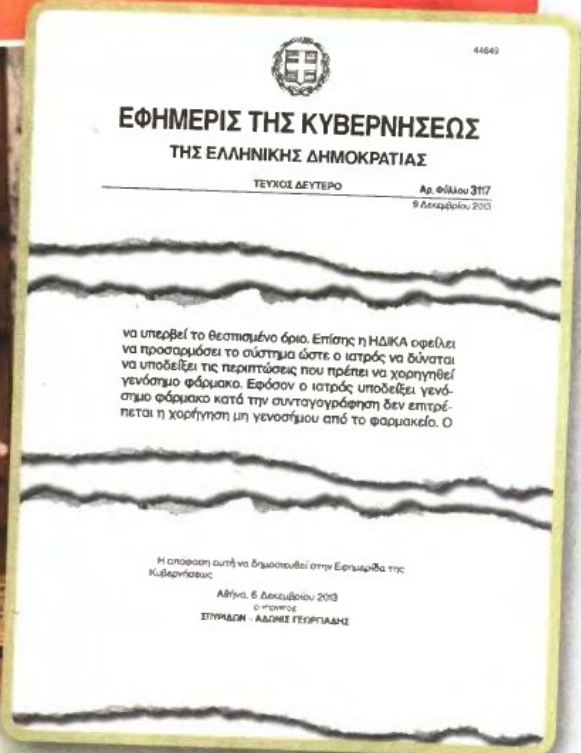 44649
ΕΦΗΜΕΡΙΣ ΤΗΣ ΚΥΒΕΡΝΗΣΕΩΣ
ΤΗΣ ΕΛΛΗΝΙΚΗΣ ΔΗΜΟΚΡΑΤΙΑΣ
ΤΕΥΧΟΣ ΔΕΥΤΕΡΟ
Αρ. Φύλλου 3117
9 Δεκεμβρίου 2013
να υπερβεί το θεσπισμένο όριο. Επίσης η ΗΔΙΚΑ οφείλει
να προσαρμόσει το σύστημα ώστε ο ιατρός να δύναται
να υποδείξει τις περιπτώσεις που πρέπει να χορηγηθεί
γενόσημο φάρμακο. Εφόσον ο ιατρός υποδείξει γενό-
σημο φάρμακο κατά την συνταγογράφηση δεν επιτρέ-
πεται η χορήγηση μη γενοσήμου από το φαρμακείο. Ο
Η απόφαση αυτή να δημοσιευθεί στην Εφημερίδα της
Κυβερνήσεως
Αθήνα, 6 Δεκεμβρίου 2013
Ο ΥΠΟΥΡΓΟΣ
ΣΠΥΡΙΔΩΝ - ΑΔΩΝΙΣ ΓΕΩΡΓΙΑΔΗΣ